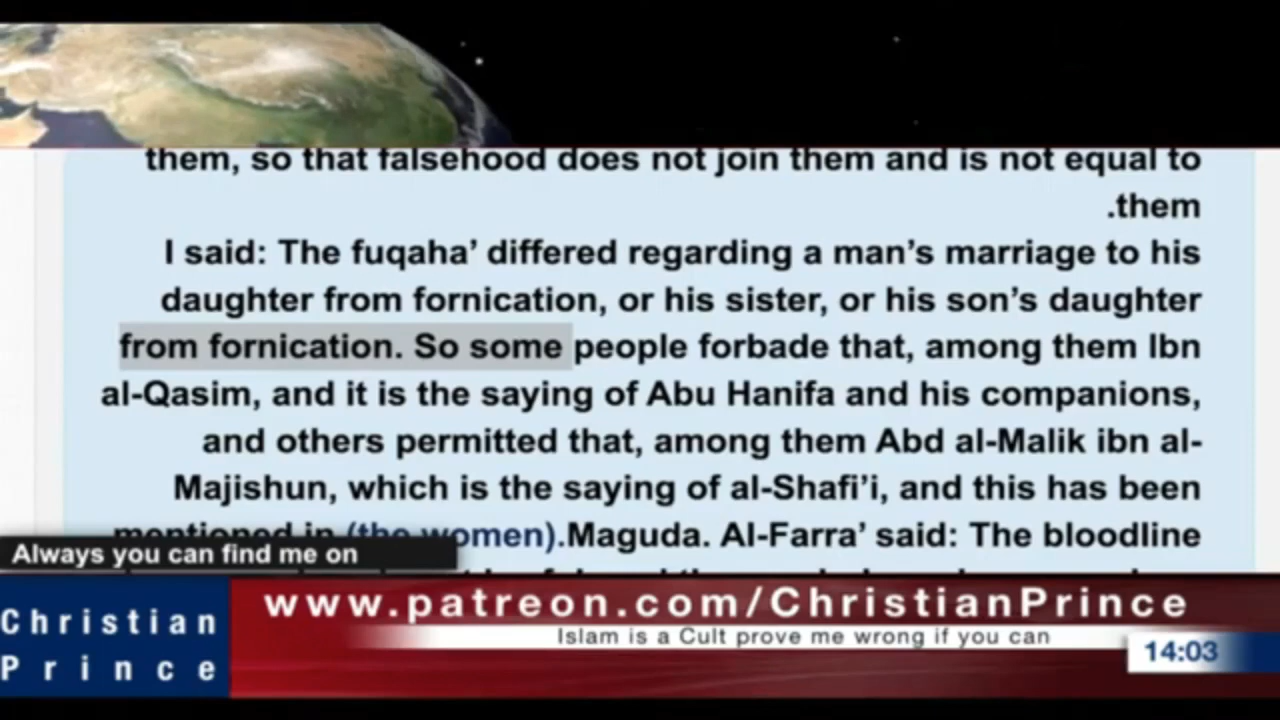 them, so that falsehood does not join them and is not equal to
.them
I said: The fuqaha’ differed regarding a man’s marriage to his
daughter from fornication, or his sister, or his son’s daughter
from fornication. So some people forbade that, among them Ibn
al-Qasim, and it is the saying of Abu Hanifa and his companions,
and others permitted that, among them Abd al-Malik ibn al-
Majishun, which is the saying of al-Shafi’i, and this has been
mentioned in (the women).Maguda. Al-Farra’ said: The bloodline
Always you can find me on
Christian
Prince
www.patreon.com/ChristianPrince
Islam is a Cult prove me wrong if you can
14:03